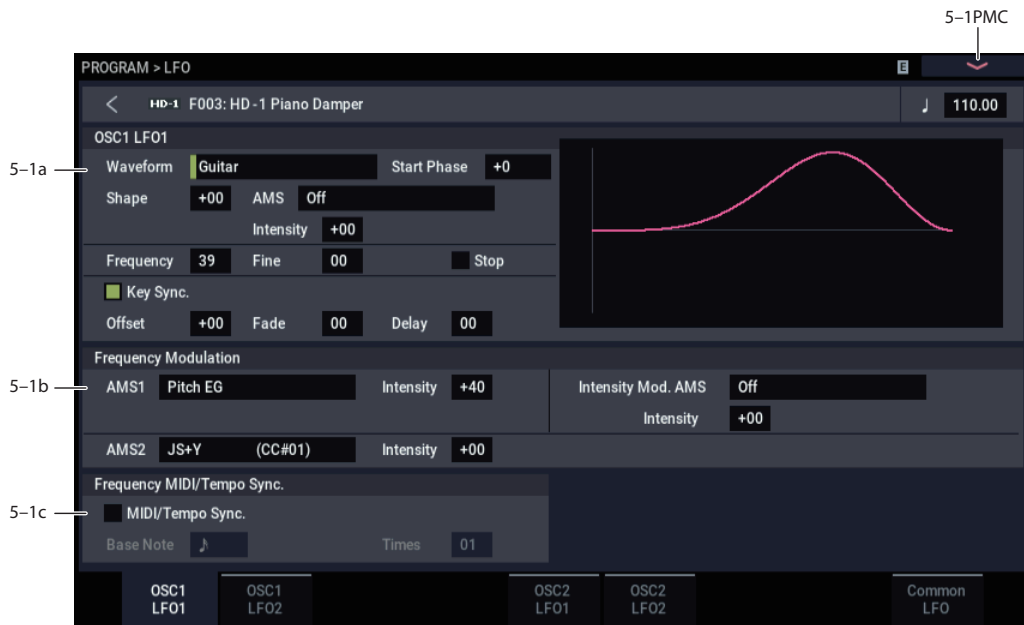 5–1PMC
PROGRAM > LFO
E
HD-1 F003: HD-1 Piano Damper
♩ 110.00
OSC1 LFO1
5–1a
Waveform Guitar Start Phase +0
Shape +00 AMS Off
Intensity +00
Frequency 39 Fine 00 Stop
Key Sync.
Offset +00 Fade 00 Delay 00
Frequency Modulation
5–1b
AMS1 Pitch EG Intensity +40 Intensity Mod. AMS Off
Intensity +00
AMS2 JS+Y (CC#01) Intensity +00
Frequency MIDI/Tempo Sync.
5–1c
MIDI/Tempo Sync.
Base Note ♪ Times 01
OSC1 LFO1
OSC1 LFO2
OSC2 LFO1
OSC2 LFO2
Common LFO